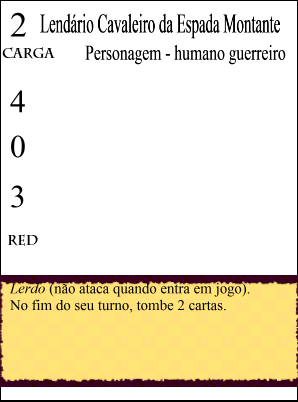 2 Lendário Cavaleiro da Espada Montante
CARGA Personagem - humano guerreiro
4
0
3
RED
Lerdo (não ataca quando entra em jogo).
No fim do seu turno, tombe 2 cartas.